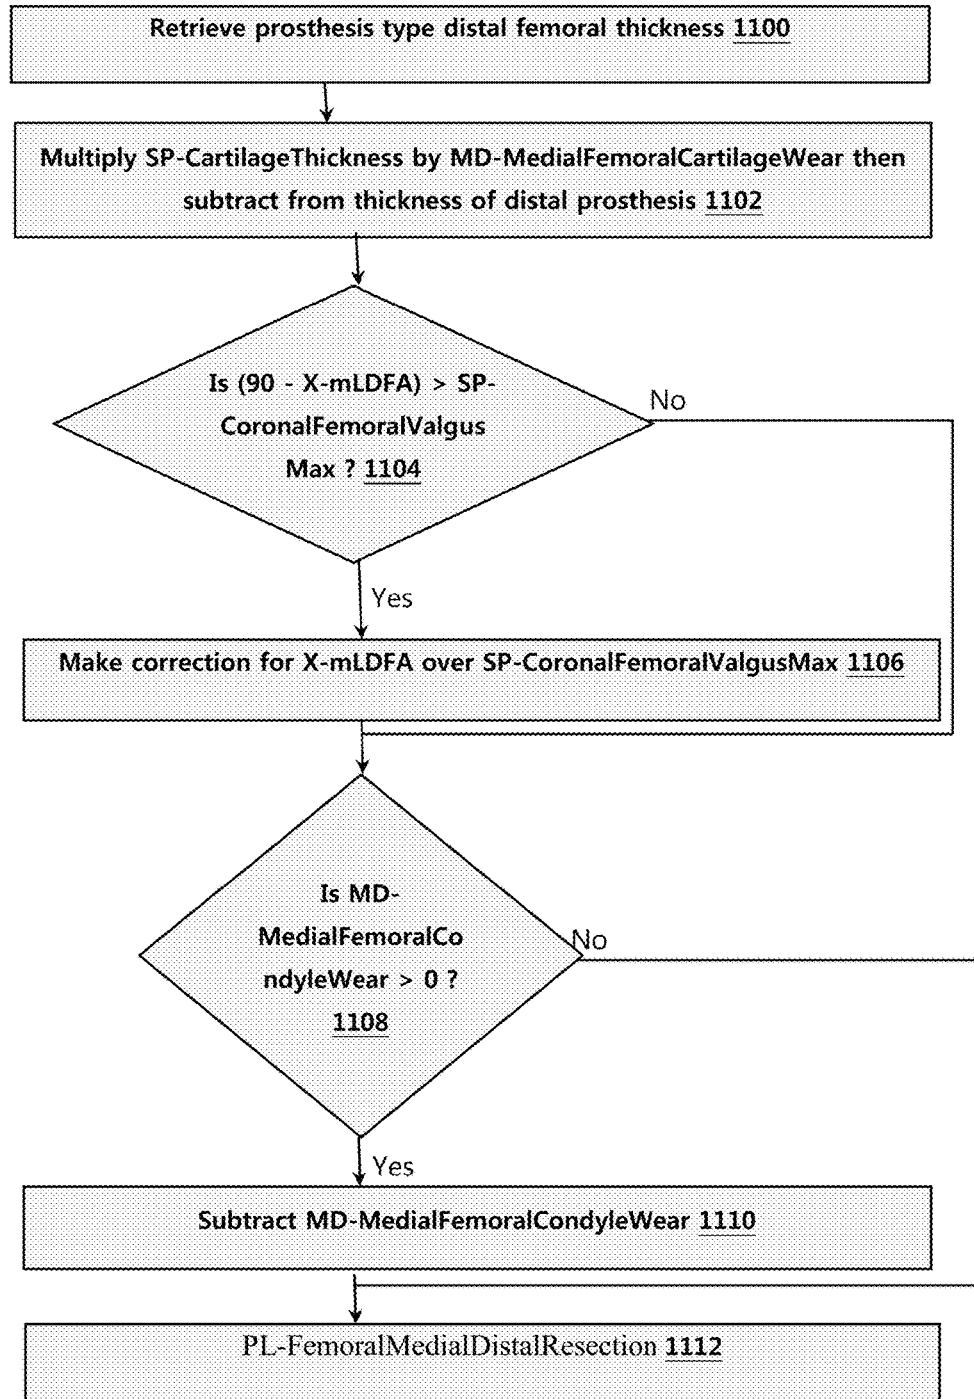 Retrieve prosthesis type distal femoral thickness 1100
Multiply SP-CartilageThickness by MD-MedialFemoralCartilageWear then
subtract from thickness of distal prosthesis 1102
Is (90 - X-mLDFA) > SP-
CoronalFemoralValgus
Max ? 1104
No
Yes
Make correction for X-mLDFA over SP-CoronalFemoralValgusMax 1106
Is MD-
MedialFemoralCo
ndyleWear > 0 ?
1108
No
Yes
Subtract MD-MedialFemoralCondyleWear 1110
PL-FemoralMedialDistalResection 1112